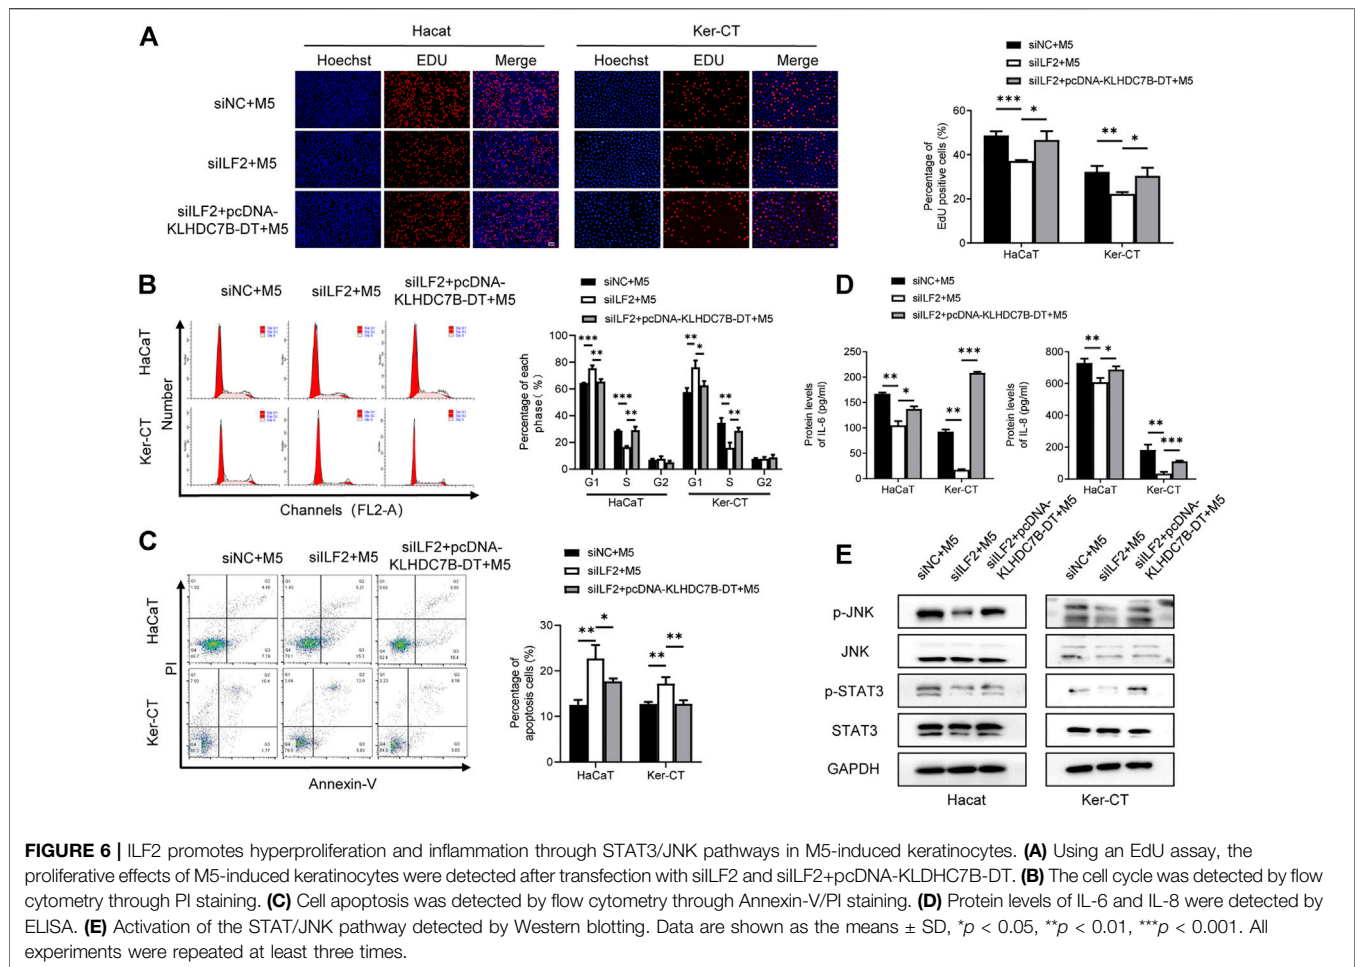 A
Hacat
Ker-CT
Hoechst EDU Merge Hoechst EDU Merge
siNC+M5
siILF2+M5
siILF2+pcDNA-
KLHDC7B-DT+M5
siNC+M5
siILF2+M5
siILF2+pcDNA-KLHDC7B-DT+M5
Percentage of
EdU positive cells (%)
60
40
20
0
*** * ** *
HaCaT Ker-CT
B
siNC+M5 siILF2+M5 siILF2+pcDNA-
KLHDC7B-DT+M5
HaCaT
Ker-CT
Number
Channels (FL2-A)
siNC+M5
siILF2+M5
siILF2+pcDNA-KLHDC7B-DT+M5
Percentage of each
phase (%)
100
80
60
40
20
0
*** ** *** ** ** * ** **
G1 S G2 G1 S G2
HaCaT Ker-CT
D
siNC+M5
siILF2+M5
siILF2+pcDNA-KLHDC7B-DT+M5
Protein levels
of IL-6 (pg/ml)
250
200
150
100
50
0
** * ** ***
HaCaT Ker-CT
Protein levels
of IL-8 (pg/ml)
800
600
400
200
0
** * ** ***
HaCaT Ker-CT
C
siNC+M5 siILF2+M5 siILF2+pcDNA-
KLHDC7B-DT+M5
HaCaT
Ker-CT
PI
Annexin-V
siNC+M5
siILF2+M5
siILF2+pcDNA-KLHDC7B-DT+M5
Percentage of
apoptosis cells (%)
30
20
10
0
** * ** **
HaCaT Ker-CT
E
siNC+M5 siILF2+M5 siILF2+pcDNA-
KLHDC7B-DT+M5
siNC+M5 siILF2+M5 siILF2+pcDNA-
KLHDC7B-DT+M5
p-JNK
JNK
p-STAT3
STAT3
GAPDH
Hacat Ker-CT
FIGURE 6 | ILF2 promotes hyperproliferation and inflammation through STAT3/JNK pathways in M5-induced keratinocytes. (A) Using an EdU assay, the
proliferative effects of M5-induced keratinocytes were detected after transfection with siILF2 and siILF2+pcDNA-KLDHC7B-DT. (B) The cell cycle was detected by flow
cytometry through PI staining. (C) Cell apoptosis was detected by flow cytometry through Annexin-V/PI staining. (D) Protein levels of IL-6 and IL-8 were detected by
ELISA. (E) Activation of the STAT/JNK pathway detected by Western blotting. Data are shown as the means ± SD, *p < 0.05, **p < 0.01, ***p < 0.001. All
experiments were repeated at least three times.